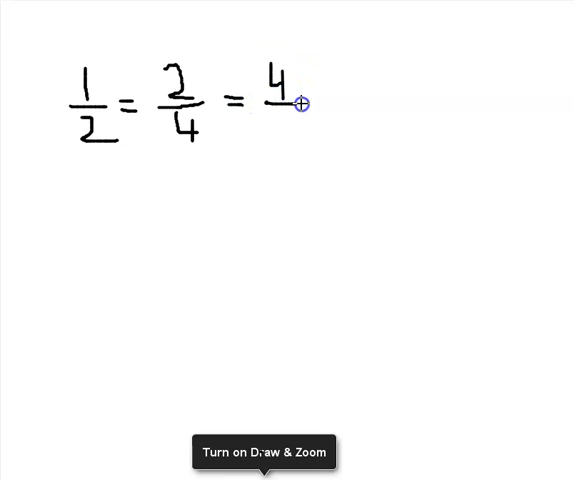 1/2 = 2/4 = 4/
Turn on Draw & Zoom